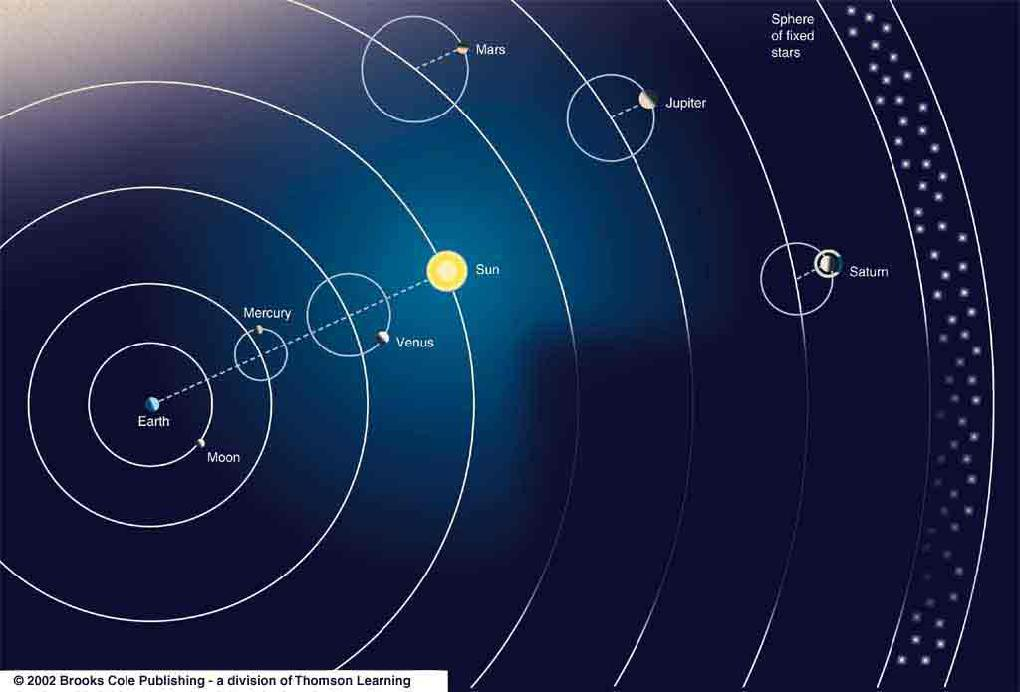 Sphere
of fixed
stars
Mars
Jupiter
Sun
Saturn
Mercury
Venus
Earth
Moon
© 2002 Brooks Cole Publishing - a division of Thomson Learning